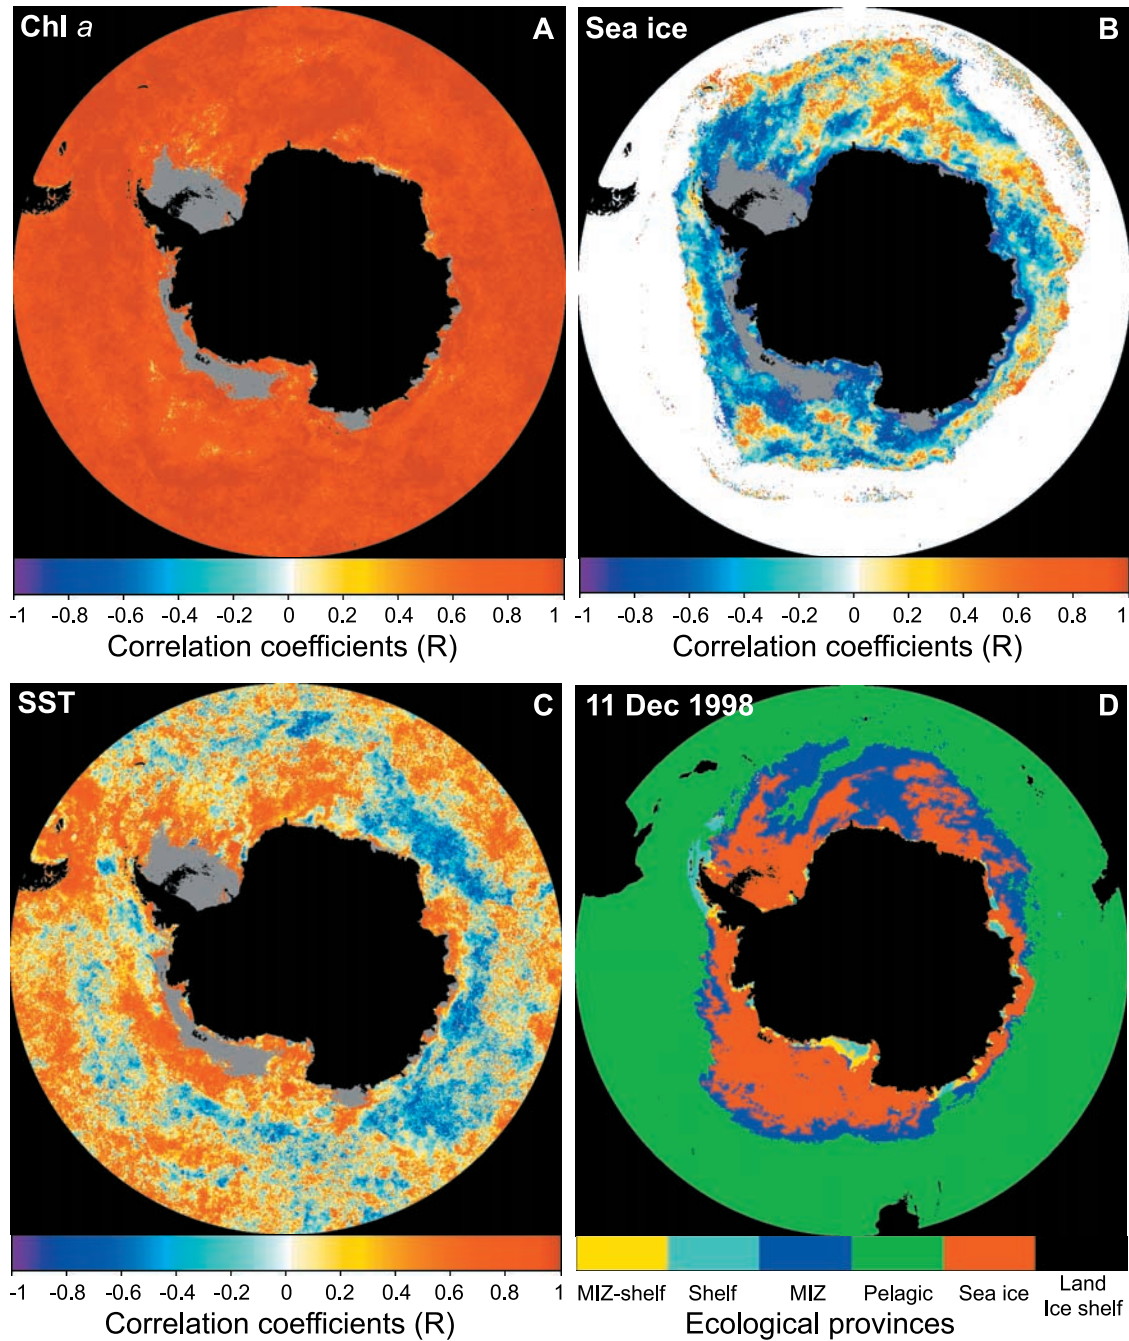 Chl a
A
Sea ice
B
-1 -0.8 -0.6 -0.4 -0.2 0 0.2 0.4 0.6 0.8 1
Correlation coefficients (R)
-1 -0.8 -0.6 -0.4 -0.2 0 0.2 0.4 0.6 0.8 1
Correlation coefficients (R)
SST
C
11 Dec 1998
D
-1 -0.8 -0.6 -0.4 -0.2 0 0.2 0.4 0.6 0.8 1
Correlation coefficients (R)
MIZ-shelf Shelf MIZ Pelagic Sea ice Land
Ice shelf
Ecological provinces